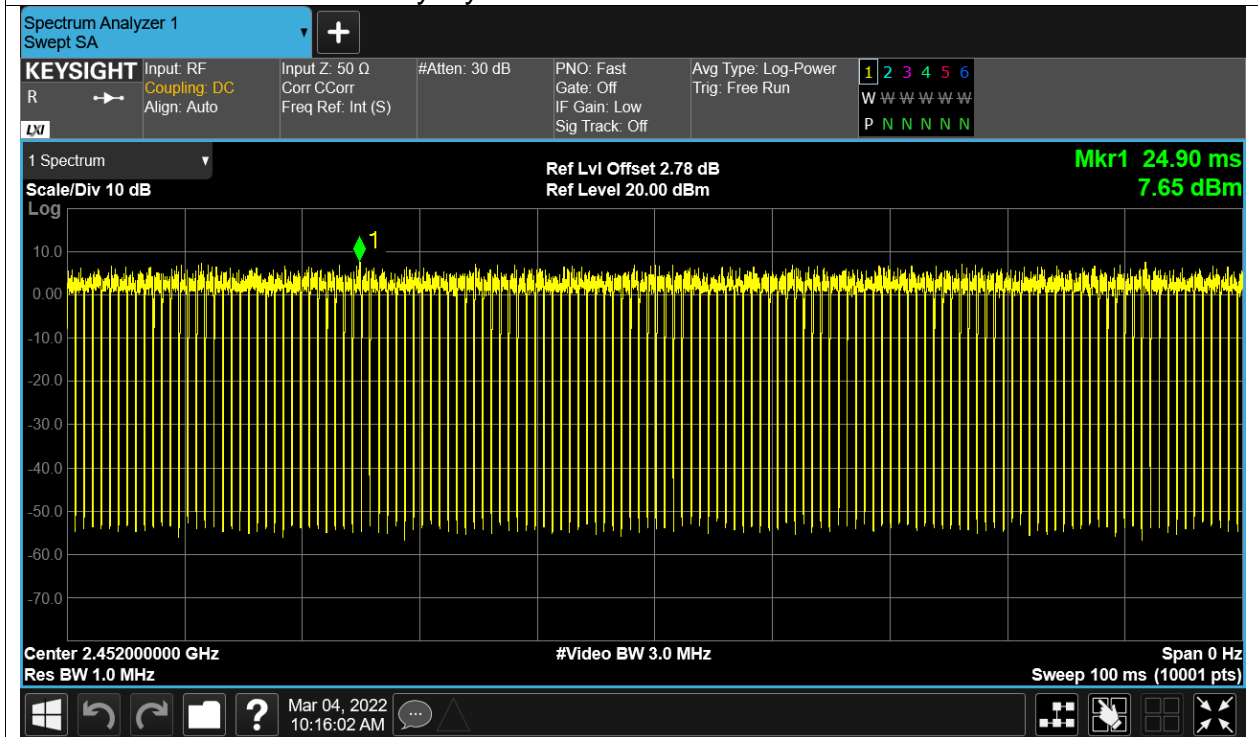 Spectrum Analyzer 1
Swept SA
+
KEYSIGHT
R
LXI
Input: RF
Coupling: DC
Align: Auto
Input Z: 50 Ω
Corr CCorr
Freq Ref: Int (S)
#Atten: 30 dB
PNO: Fast
Gate: Off
IF Gain: Low
Sig Track: Off
Avg Type: Log-Power
Trig: Free Run
1 2 3 4 5 6
W W W W W W
P N N N N N
1 Spectrum
Scale/Div 10 dB
Ref Lvl Offset 2.78 dB
Ref Level 20.00 dBm
Mkr1 24.90 ms
7.65 dBm
Log
1
10.0
0.00
-10.0
-20.0
-30.0
-40.0
-50.0
-60.0
-70.0
Center 2.452000000 GHz
#Video BW 3.0 MHz
Span 0 Hz
Res BW 1.0 MHz
Sweep 100 ms (10001 pts)
?
Mar 04, 2022
10:16:02 AM